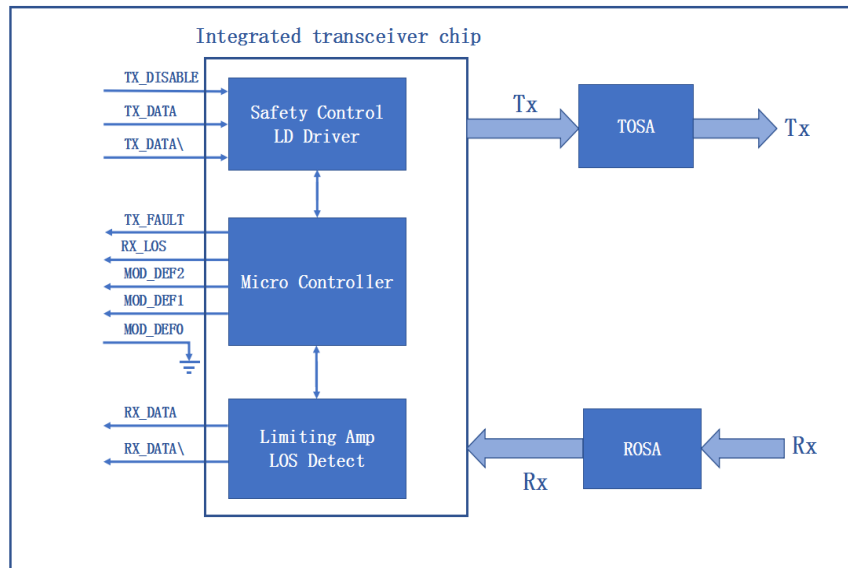 Integrated transceiver chip
TX_DISABLE
TX_DATA
TX_DATA\
Safety Control
LD Driver
Tx
TOSA
Tx
TX_FAULT
RX_LOS
MOD_DEF2
MOD_DEF1
MOD_DEF0
Micro Controller
RX_DATA
RX_DATA\
Limiting Amp
LOS Detect
Rx
ROSA
Rx